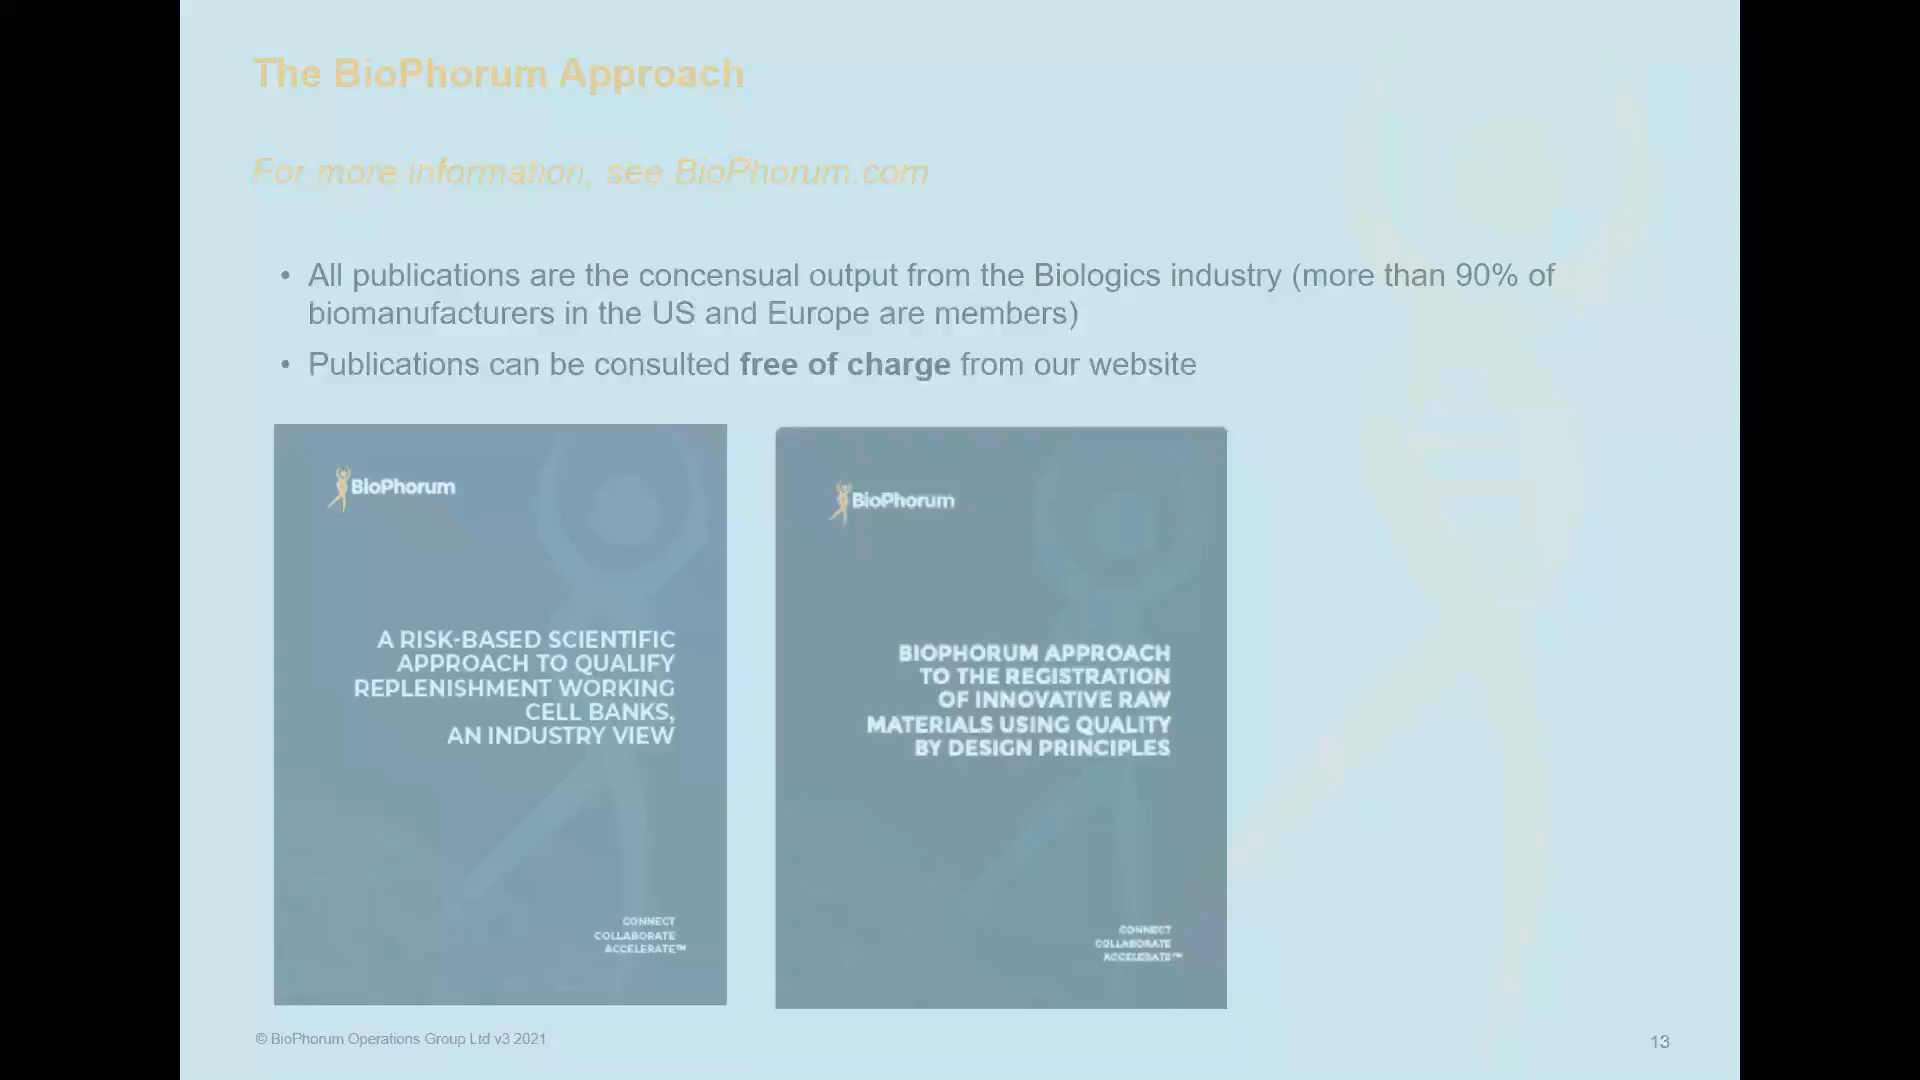 The BioPhorum Approach
For more information, see BioPhorum.com
• All publications are the concensual output from the Biologics industry (more than 90% of
biomanufacturers in the US and Europe are members)
• Publications can be consulted free of charge from our website
BioPhorum
A RISK-BASED SCIENTIFIC
APPROACH TO QUALIFY
REPLENISHMENT WORKING
CELL BANKS,
AN INDUSTRY VIEW
CONNECT
COLLABORATE
ACCELERATE™
BioPhorum
BIOPHORUM APPROACH
TO THE REGISTRATION
OF INNOVATIVE RAW
MATERIALS USING QUALITY
BY DESIGN PRINCIPLES
CONNECT
COLLABORATE
ACCELERATE™
© BioPhorum Operations Group Ltd v3 2021
13